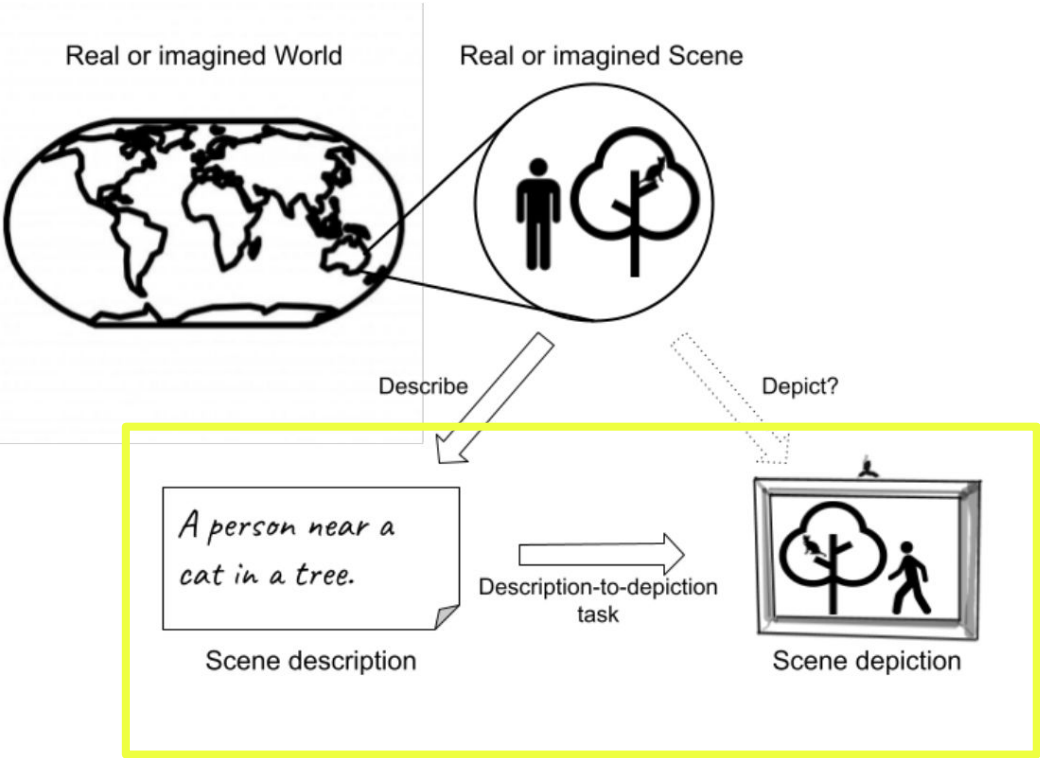 Real or imagined World
Real or imagined Scene
Describe
Depict?
A person near a
cat in a tree.
Description-to-depiction
task
Scene description
Scene depiction